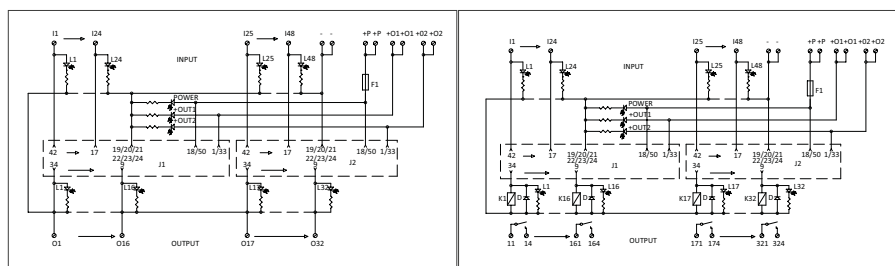 I1 I24 I25 I48 - - +P +P +O1 +O1 +02 +O2
L1 L24 INPUT L25 L48
F1
POWER
+OUT1
+OUT2
42 17 19/20/21 18/50 1/33 42 17 19/20/21 18/50 1/33
34 22/23/24 34 22/23/24
9 J1 9 J2
L1 L16 L17 L32
O1 O16 OUTPUT O17 O32
I1 I24 I25 I48 - - +P +P +O1 +O1 +02 +O2
L1 L24 INPUT L25 L48
F1
POWER
+OUT1
+OUT2
42 17 19/20/21 18/50 1/33 42 17 19/20/21 18/50 1/33
34 22/23/24 34 22/23/24
9 J1 9 J2
K1 D L1 K16 D L16 K17 D L17 K32 D L32
11 14 161 164 OUTPUT 171 174 321 324